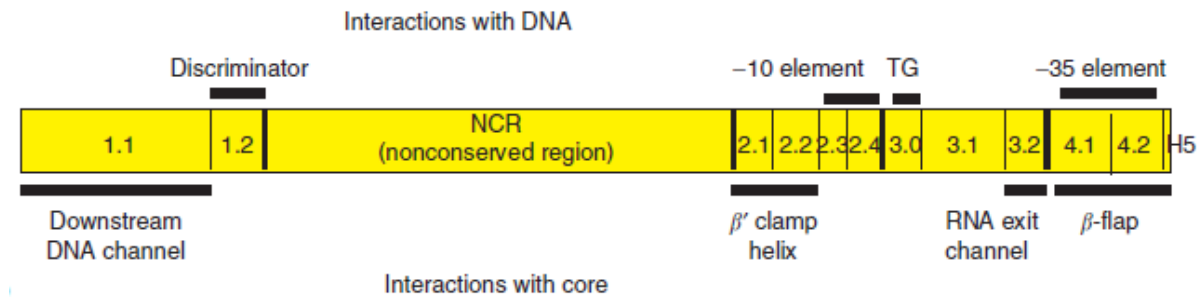 Interactions with DNA
Discriminator
−10 element
TG
−35 element
1.1
1.2
NCR
(nonconserved region)
2.1
2.2
2.3
2.4
3.0
3.1
3.2
4.1
4.2
H5
Downstream
DNA channel
β′ clamp
helix
RNA exit
channel
β-flap
Interactions with core